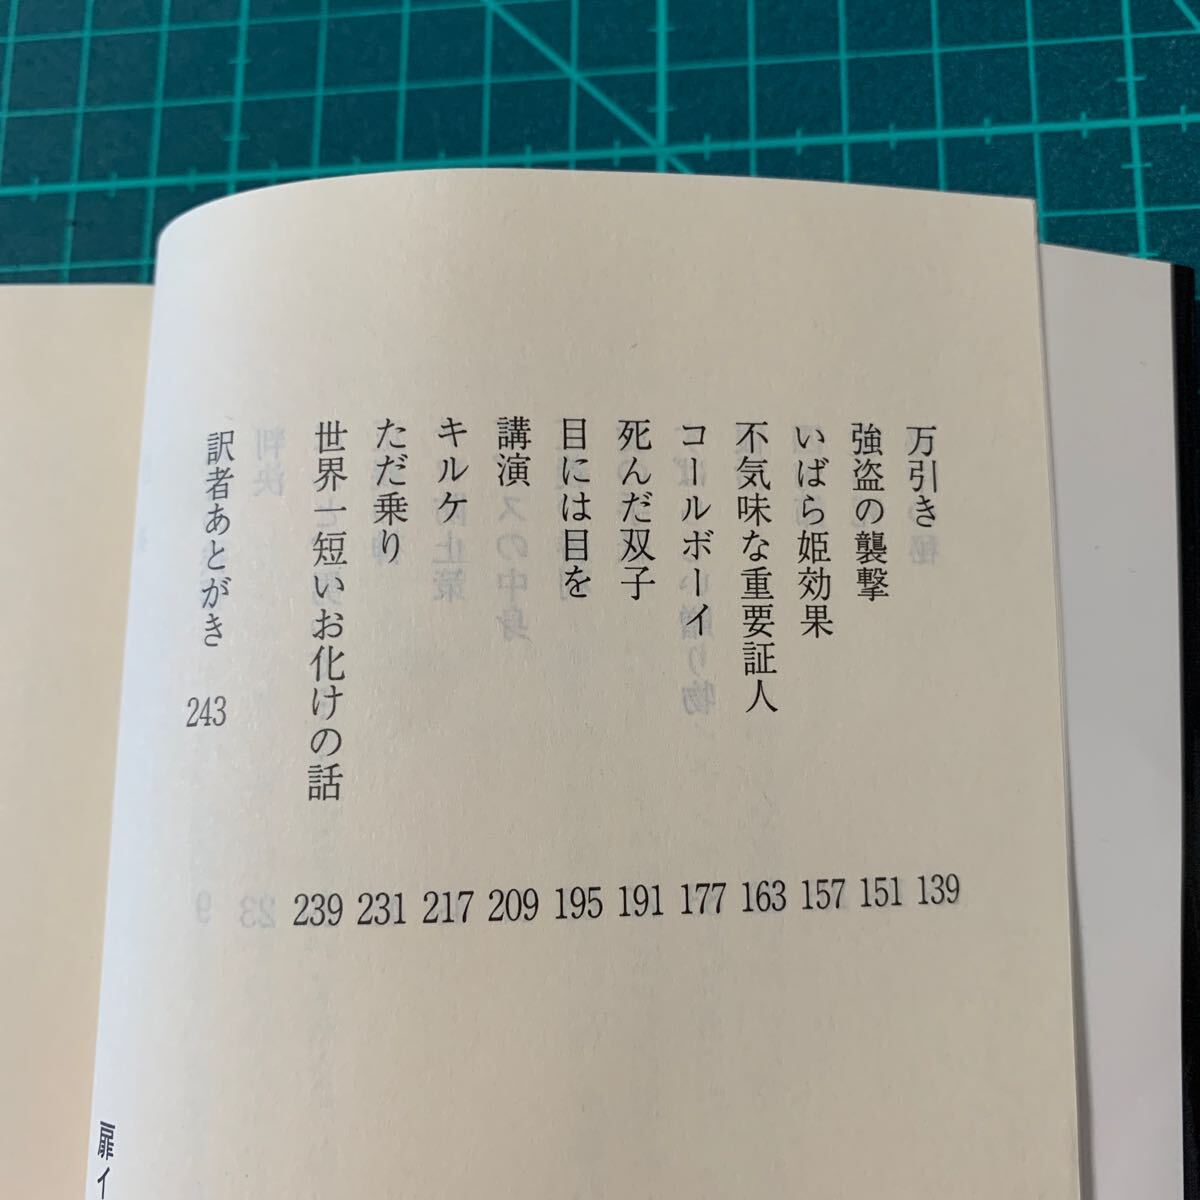 万引き 139
強盗の襲撃 151
いばら姫効果 157
不気味な重要証人 163
コールボーイ 177
死んだ双子 191
目には目を 195
講演 209
キルケ 217
ただ乗り 231
世界一短いお化けの話 239
訳者あとがき 243
扉イ